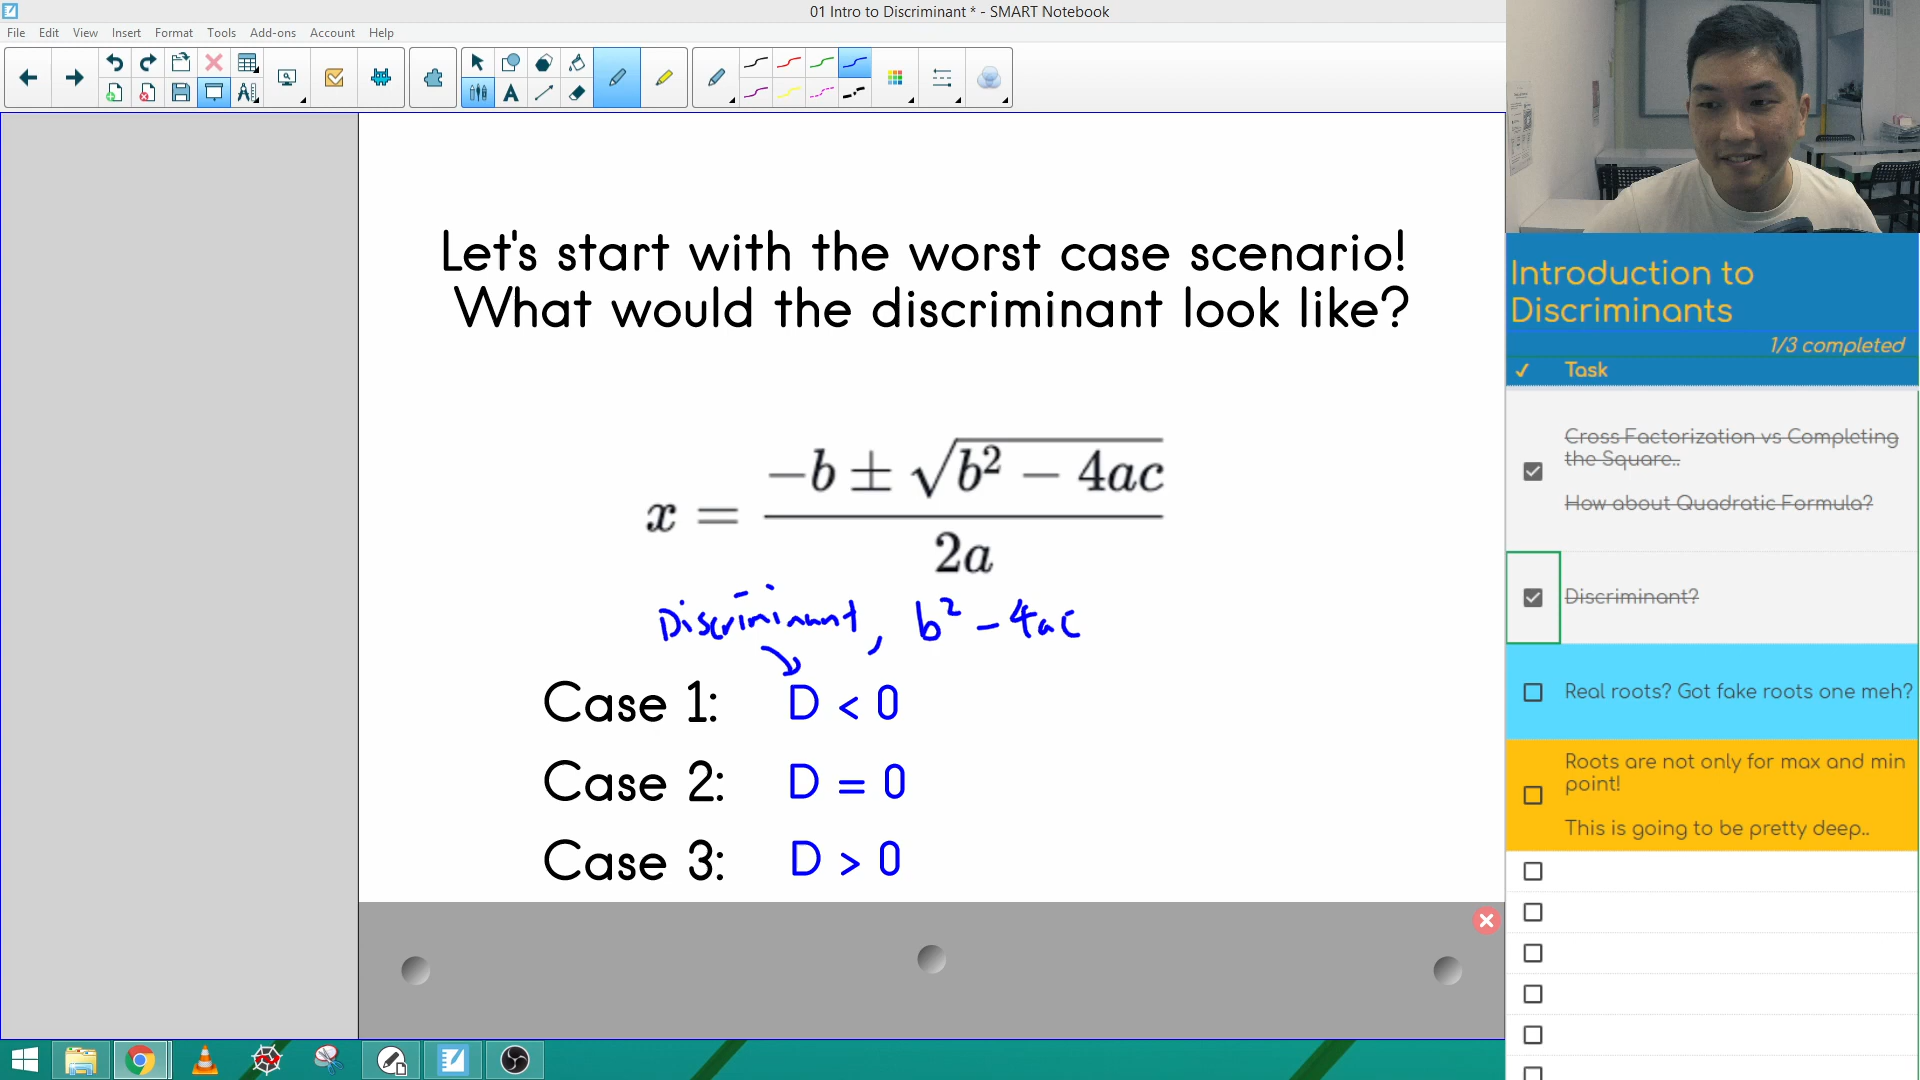 01 Intro to Discriminant * - SMART Notebook
File Edit View Insert Format Tools Add-ons Account Help
Let's start with the worst case scenario!
What would the discriminant look like?
x = (−b ± √(b² − 4ac)) / 2a
Discriminant, b² − 4ac
Case 1: D < 0
Case 2: D = 0
Case 3: D > 0
Introduction to
Discriminants
1/3 completed
✓ Task
Cross Factorization vs Completing
the Square..
How about Quadratic Formula?
Discriminant?
Real roots? Got fake roots one meh?
Roots are not only for max and min
point!
This is going to be pretty deep..